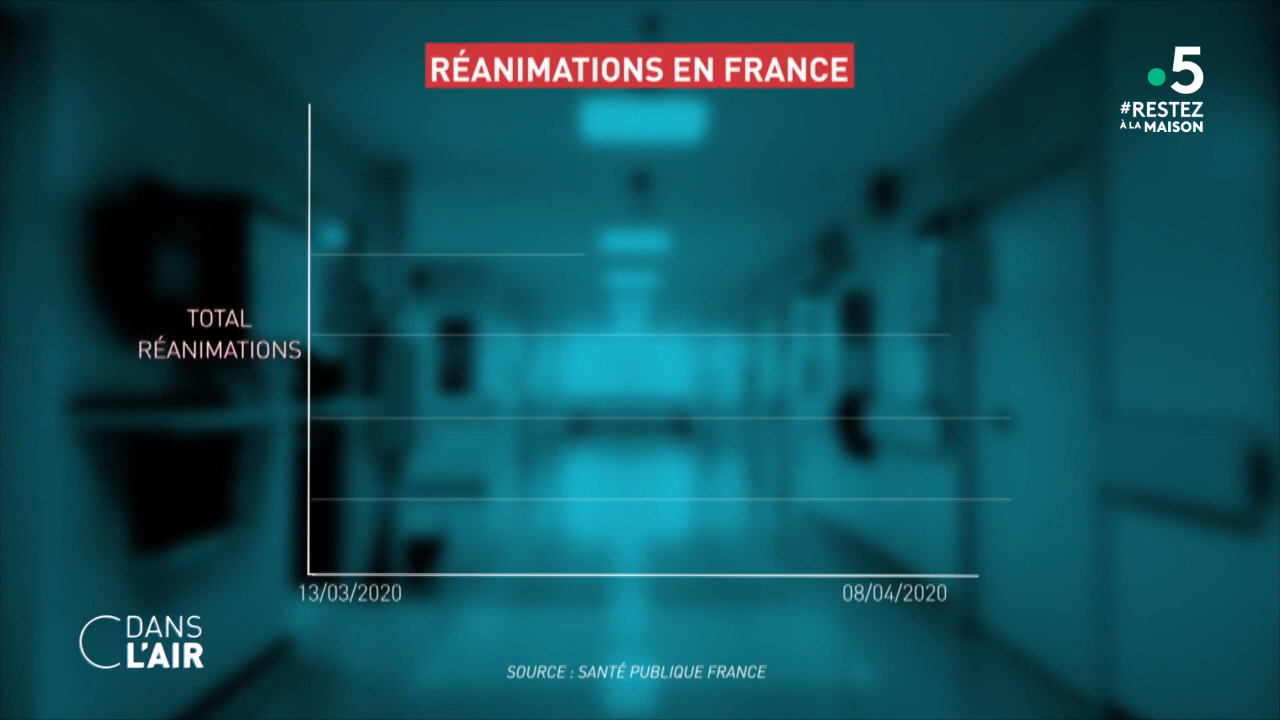 RÉANIMATIONS EN FRANCE
5
#RESTEZ
À LA MAISON
TOTAL
RÉANIMATIONS
13/03/2020
08/04/2020
C DANS
L'AIR
SOURCE : SANTÉ PUBLIQUE FRANCE